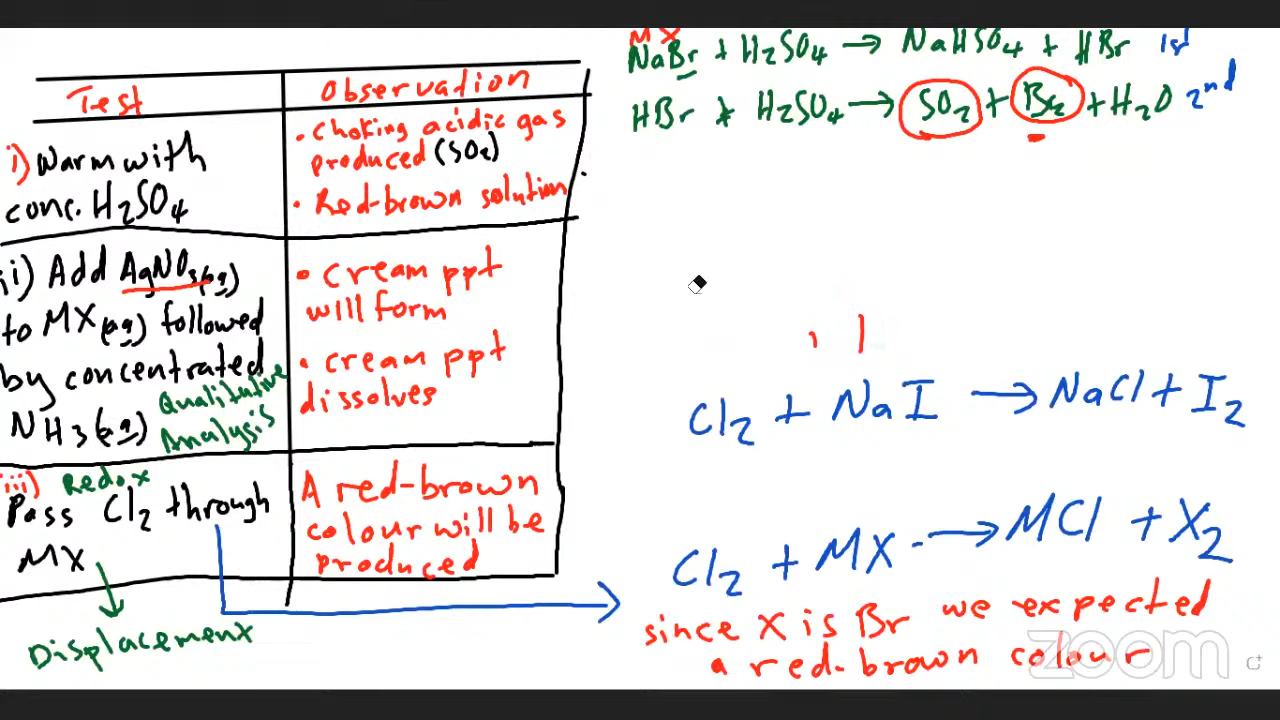 Test
Observation
i) Warm with
conc. H2SO4
• Choking acidic gas
produced (SO2)
• Red-brown solution
ii) Add AgNO3(aq)
to MX(aq) followed
by concentrated
NH3(aq)
Qualitative
Analysis
• cream ppt
will form
• cream ppt
dissolves
iii) Redox
Pass Cl2 through
MX
Displacement
A red-brown
colour will be
produced
MX
NaBr + H2SO4 → NaHSO4 + HBr 1st
HBr + H2SO4 → SO2 + Br2 + H2O 2nd
Cl2 + NaI → NaCl + I2
Cl2 + MX → MCl + X2
since X is Br we expected
a red-brown colour
zoom